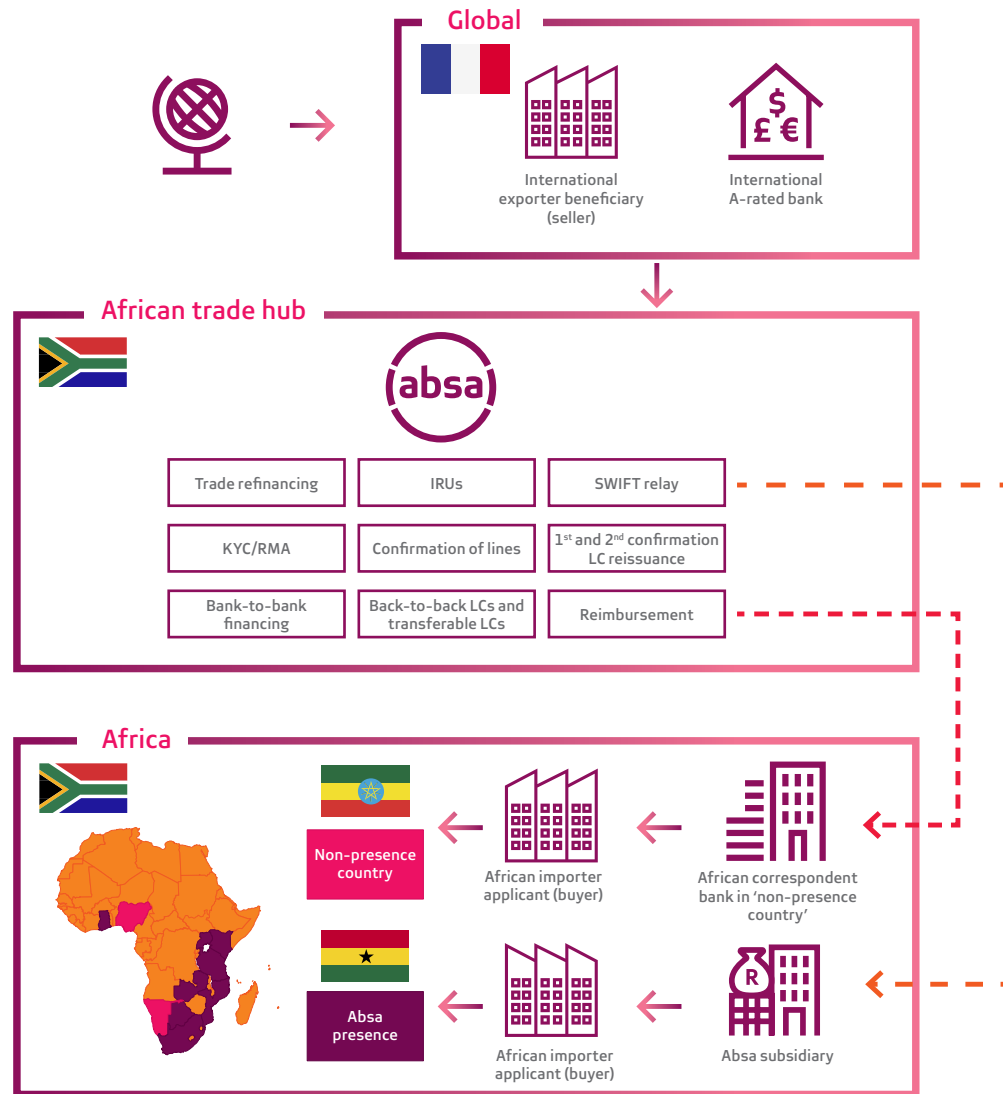 Global
$
£ €
International
exporter beneficiary
(seller)
International
A-rated bank
African trade hub
absa
Trade refinancing
IRUs
SWIFT relay
KYC/RMA
Confirmation of lines
1st and 2nd confirmation
LC reissuance
Bank-to-bank
financing
Back-to-back LCs and
transferable LCs
Reimbursement
Africa
Non-presence
country
African importer
applicant (buyer)
African correspondent
bank in ‘non-presence
country’
Absa
presence
African importer
applicant (buyer)
R
Absa subsidiary